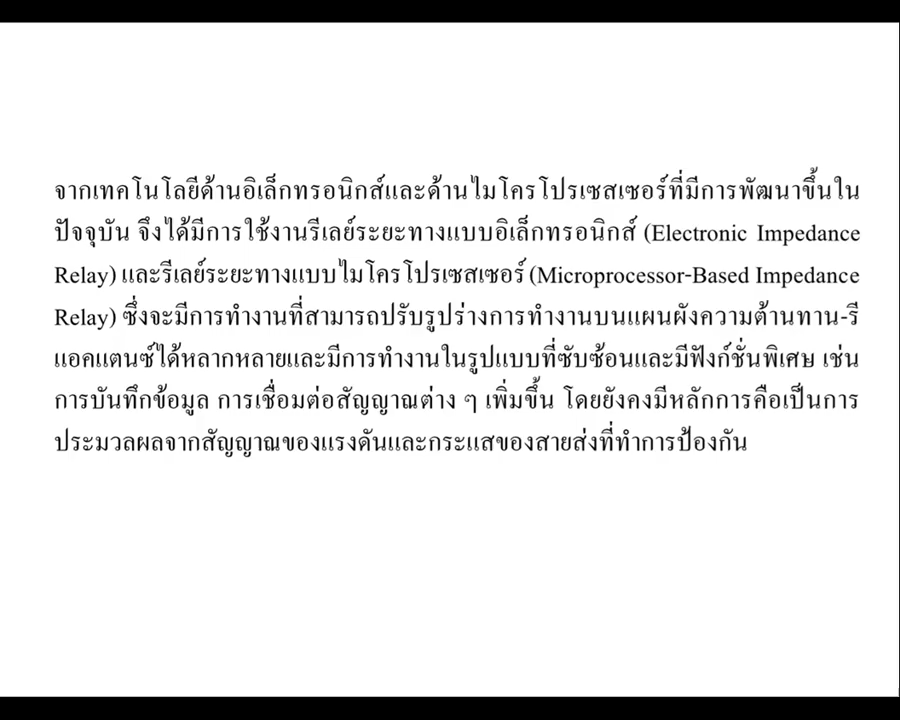 จากเทคโนโลยีด้านอิเล็กทรอนิกส์และด้านไมโครโปรเซสเซอร์ที่มีการพัฒนาขึ้นใน
ปัจจุบัน จึงได้มีการใช้งานรีเลย์ระยะทางแบบอิเล็กทรอนิกส์ (Electronic Impedance
Relay) และรีเลย์ระยะทางแบบไมโครโปรเซสเซอร์ (Microprocessor-Based Impedance
Relay) ซึ่งจะมีการทำงานที่สามารถปรับรูปร่างการทำงานบนแผนผังความต้านทาน-รี
แอคแตนซ์ได้หลากหลายและมีการทำงานในรูปแบบที่ซับซ้อนและมีฟังก์ชั่นพิเศษ เช่น
การบันทึกข้อมูล การเชื่อมต่อสัญญาณต่าง ๆ เพิ่มขึ้น โดยยังคงมีหลักการคือเป็นการ
ประมวลผลจากสัญญาณของแรงดันและกระแสของสายส่งที่ทำการป้องกัน